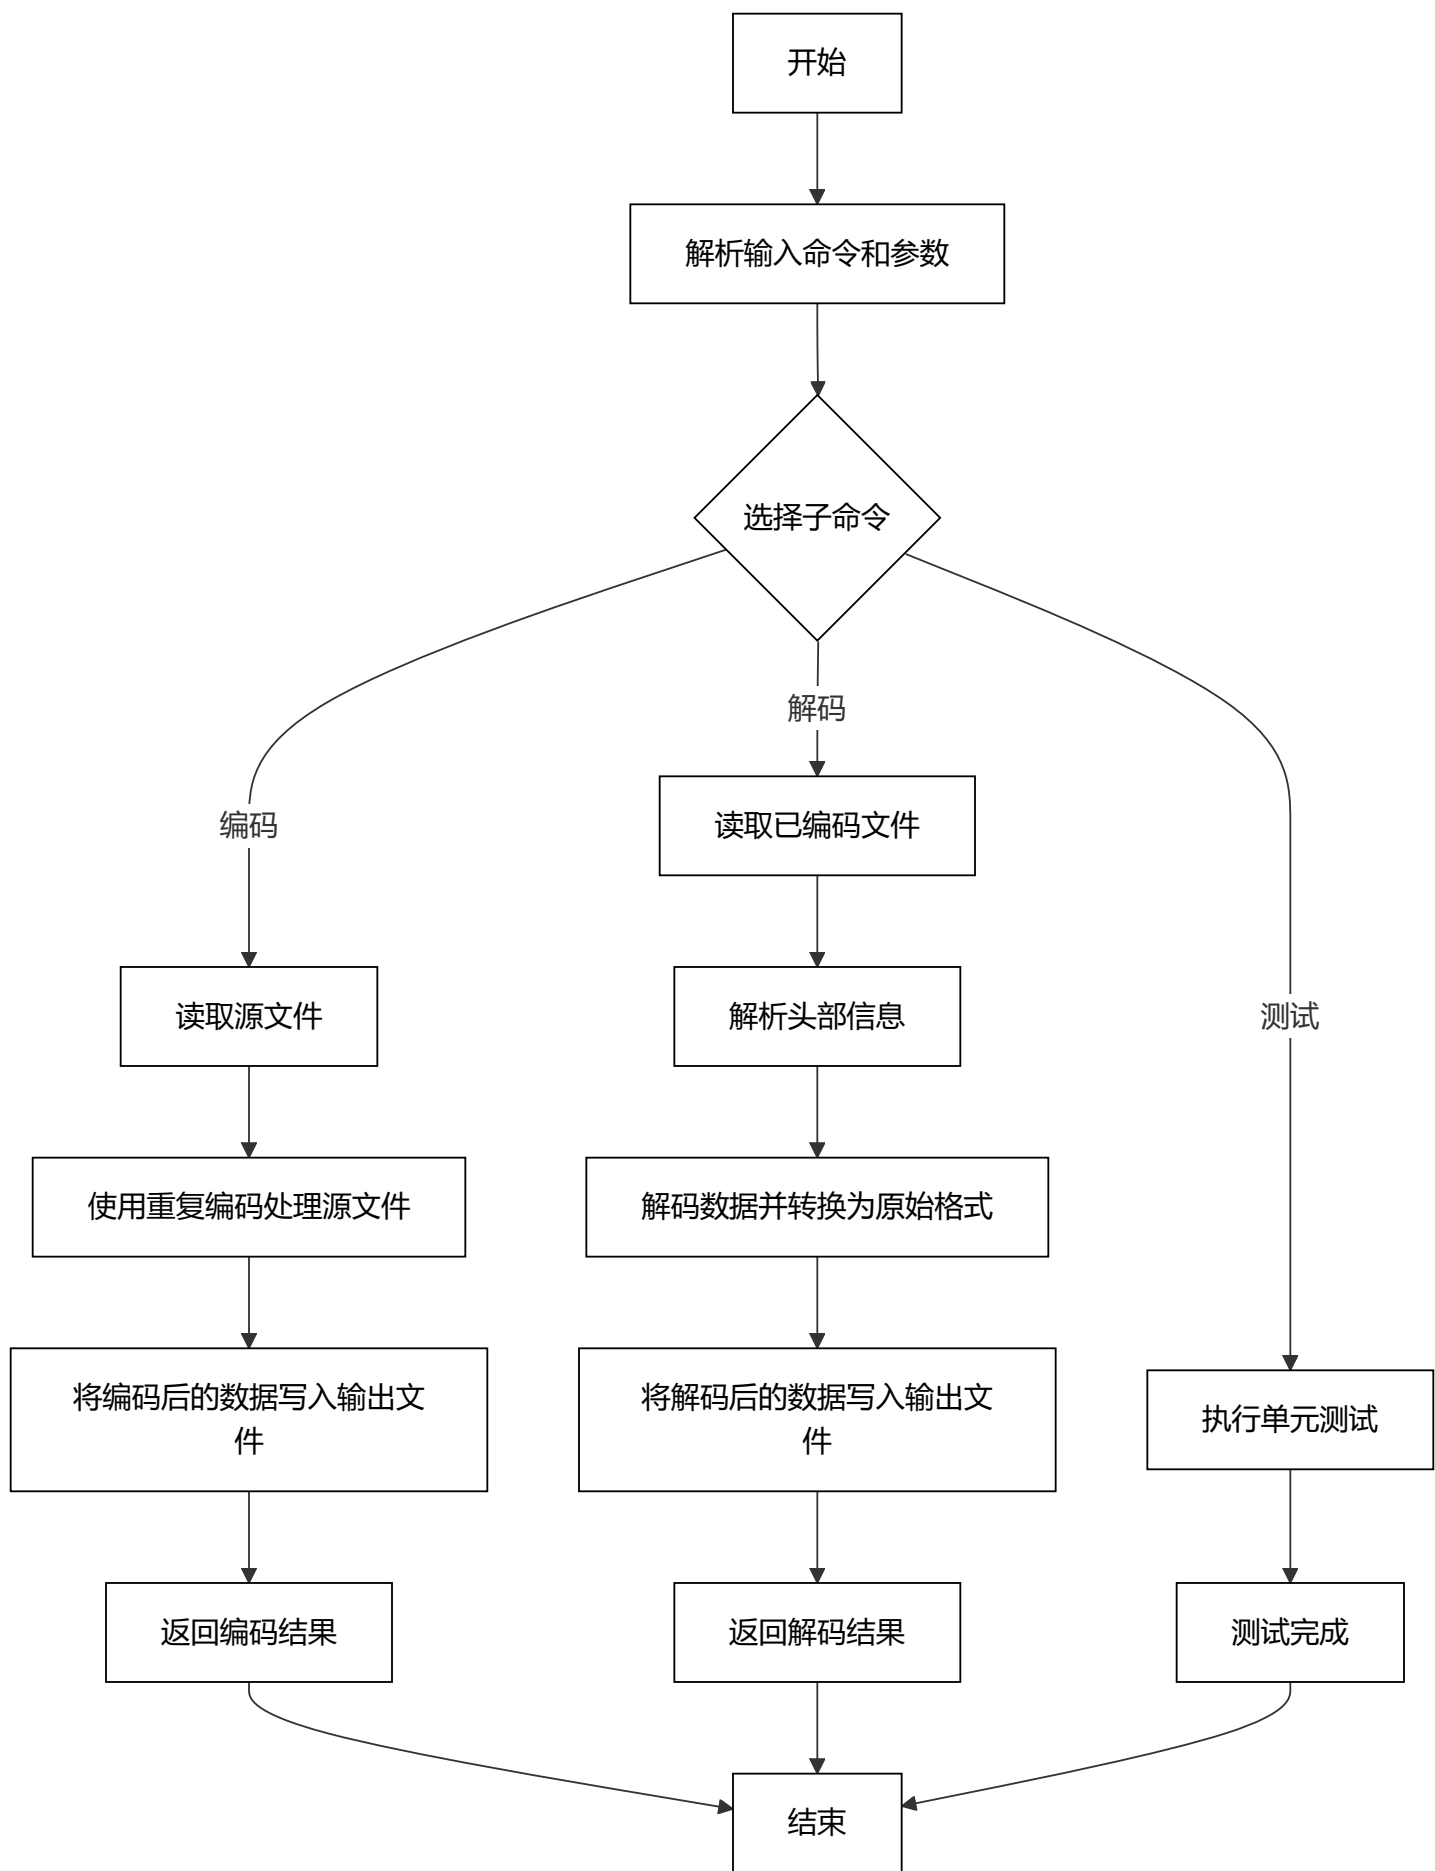 开始
解析输入命令和参数
选择子命令
解码
编码
读取已编码文件
读取源文件
解析头部信息
测试
使用重复编码处理源文件
解码数据并转换为原始格式
将编码后的数据写入输出文
件
将解码后的数据写入输出文
件
执行单元测试
返回编码结果
返回解码结果
测试完成
结束